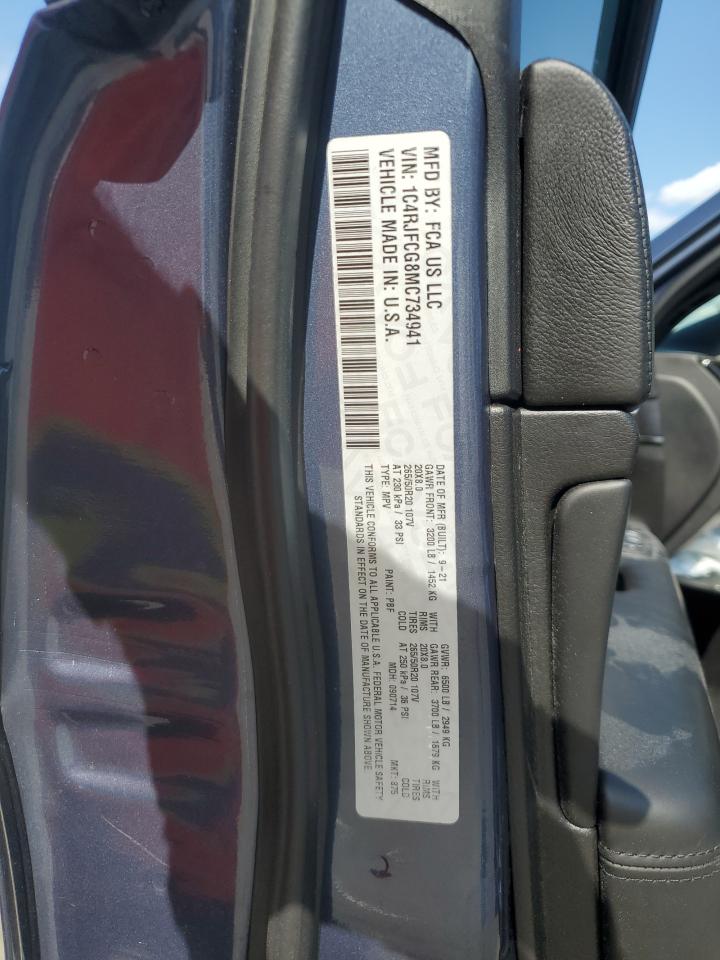 MFD BY: FCA US LLC
VIN: 1C4RJFCG8MC734941
VEHICLE MADE IN: U.S.A.
DATE OF MFR (BUILT): 9-21 GVWR: 6500 LB / 2949 KG
GAWR FRONT: 3200 LB / 1452 KG WITH GAWR REAR: 3700 LB / 1679 KG WITH
20X8.0 RIMS 20X8.0 RIMS
265/50R20 107V TIRES 265/50R20 107V TIRES
AT 230 kPa / 33 PSI COLD AT 250 kPa / 36 PSI COLD
TYPE: MPV PAINT: PBF MDH: 090714 MKT: 875
THIS VEHICLE CONFORMS TO ALL APPLICABLE U.S.A. FEDERAL MOTOR VEHICLE SAFETY
STANDARDS IN EFFECT ON THE DATE OF MANUFACTURE SHOWN ABOVE.